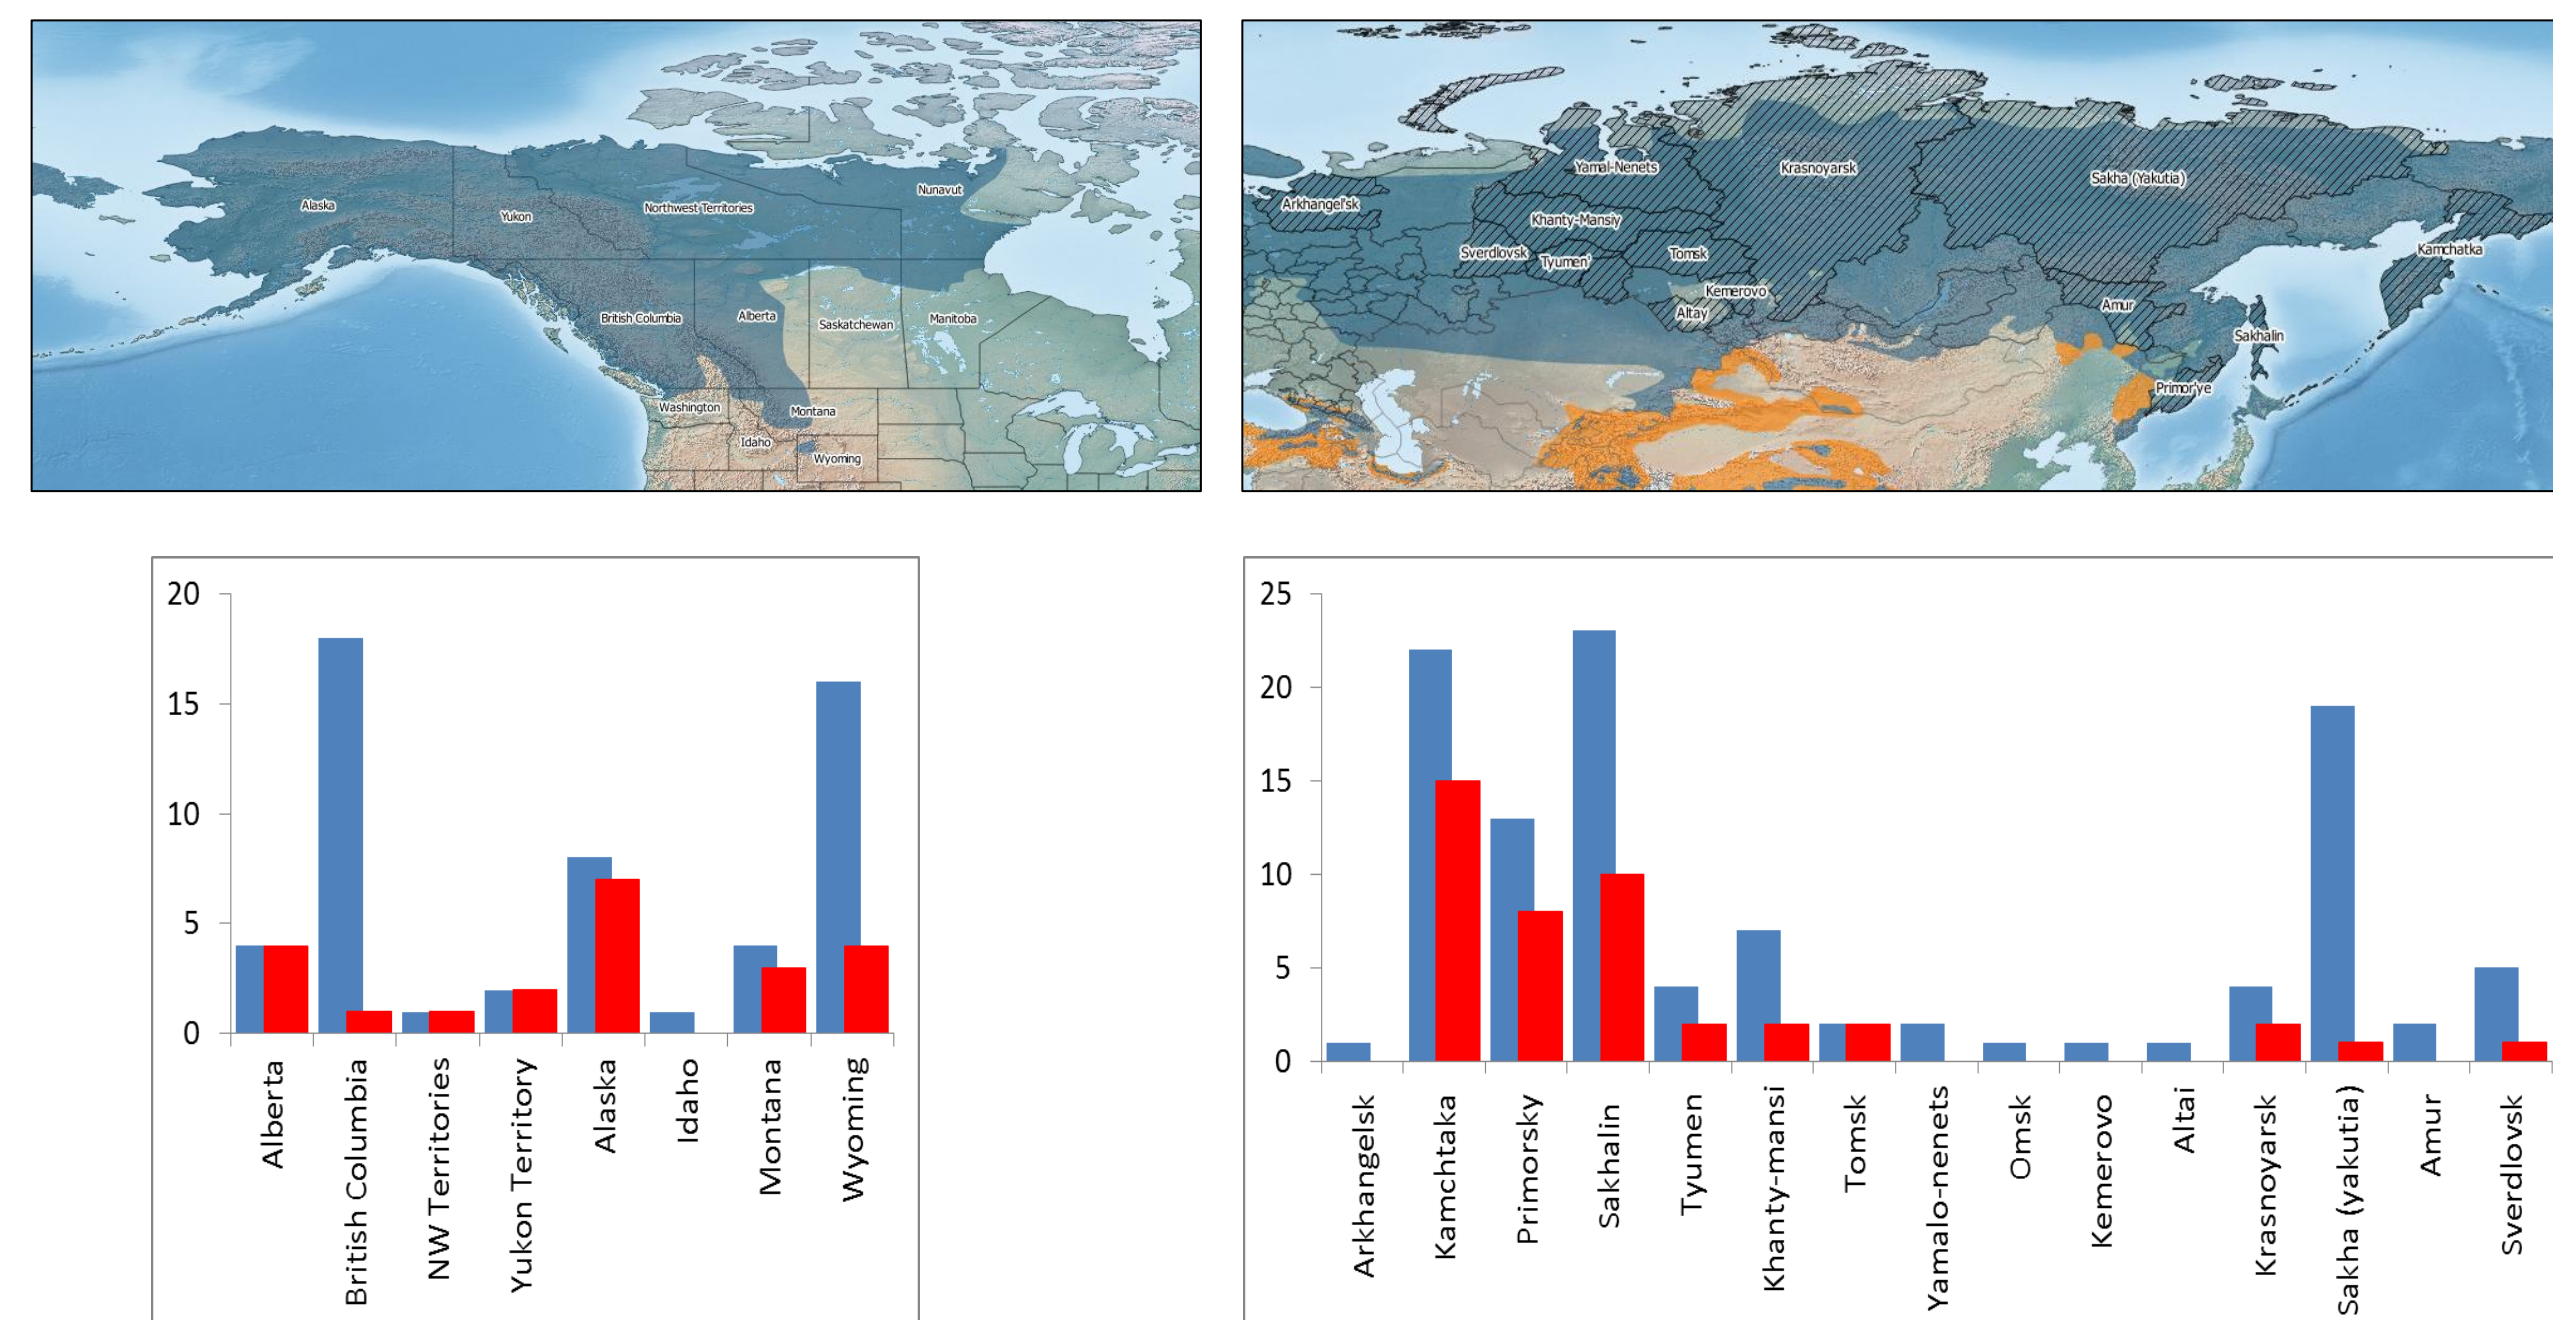 Alaska
Yukon
Northwest Territories
Nunavut
British Columbia
Alberta
Saskatchewan
Manitoba
Washington
Montana
Idaho
Wyoming
Arkhangel'sk
Yamal-Nenets
Krasnoyarsk
Sakha (Yakutia)
Khanty-Mansiy
Sverdlovsk
Tyumen'
Tomsk
Kamchatka
Kemerovo
Altay
Amur
Sakhalin
Primor'ye
20
15
10
5
0
Alberta
British Columbia
NW Territories
Yukon Territory
Alaska
Idaho
Montana
Wyoming
25
20
15
10
5
0
Arkhangelsk
Kamchtaka
Primorsky
Sakhalin
Tyumen
Khanty-mansi
Tomsk
Yamalo-nenets
Omsk
Kemerovo
Altai
Krasnoyarsk
Sakha (yakutia)
Amur
Sverdlovsk